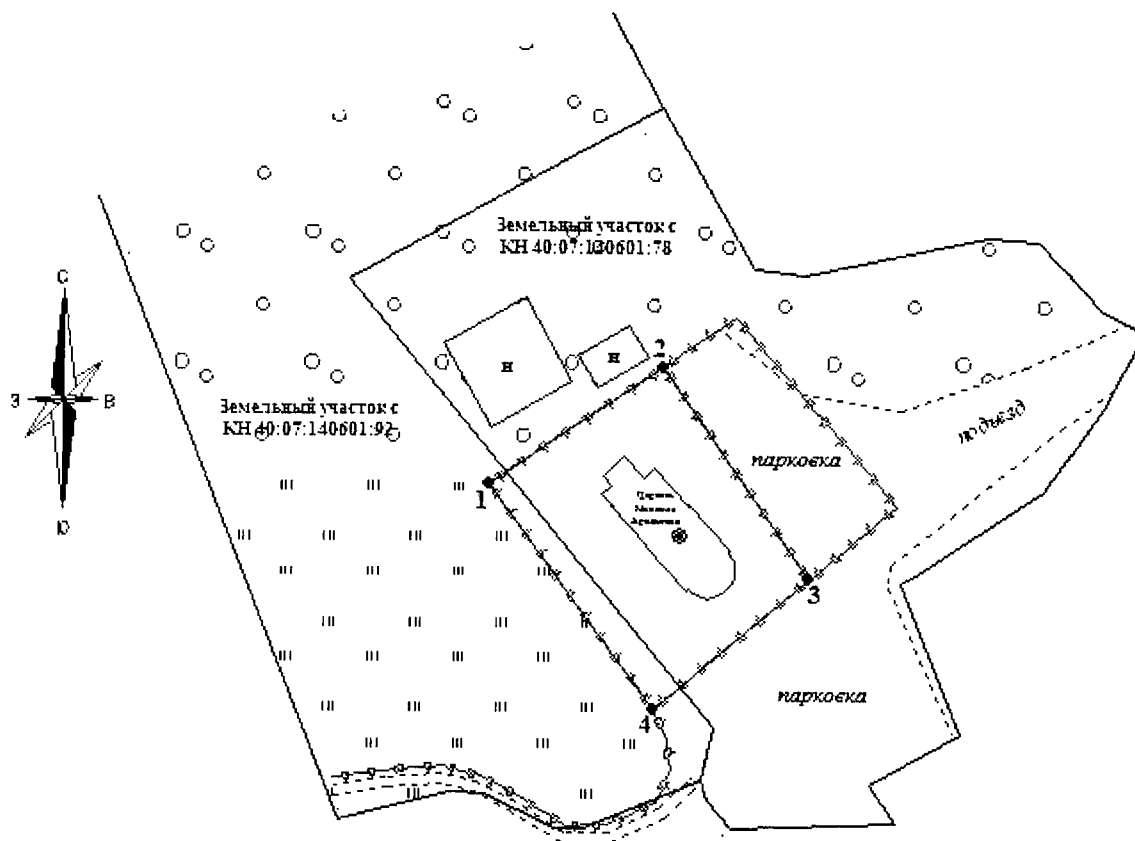 Земельный участок с
КН 40:07:130601:78
С
З
В
Ю
Н
Н
2
Земельный участок с
КН 40:07:140601:92
подъезд
парковка
1
Церковь
3
4
парковка